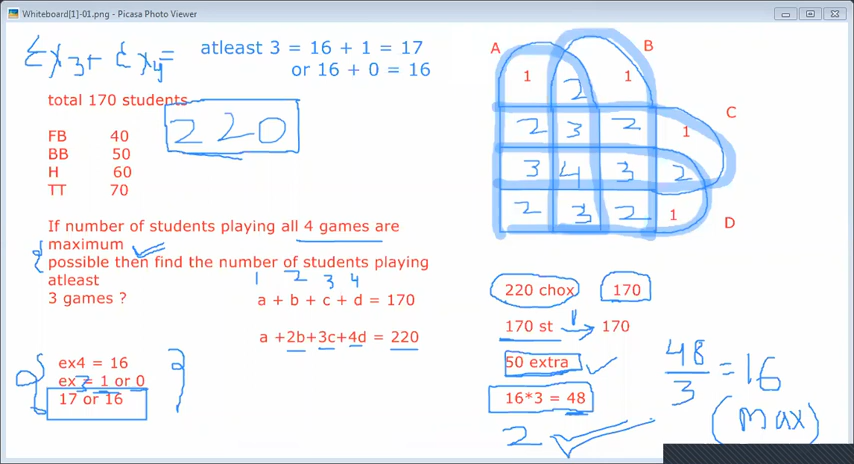 Whiteboard[1]-01.png - Picasa Photo Viewer
Σx3 + Σx4 =
atleast 3 = 16 + 1 = 17
or 16 + 0 = 16
total 170 students
220
FB 40
BB 50
H 60
TT 70
If number of students playing all 4 games are
maximum
possible then find the number of students playing
atleast
3 games ?
1 2 3 4
a + b + c + d = 170
a +2b+3c+4d = 220
ex4 = 16
ex3 = 1 or 0
17 or 16
A
B
1 2 1
C
2 3 2 1
3 4 3 2
2 3 2 1
D
220 chox 170
170 st 1 170
50 extra
16*3 = 48
2
48/3 = 16
(max)